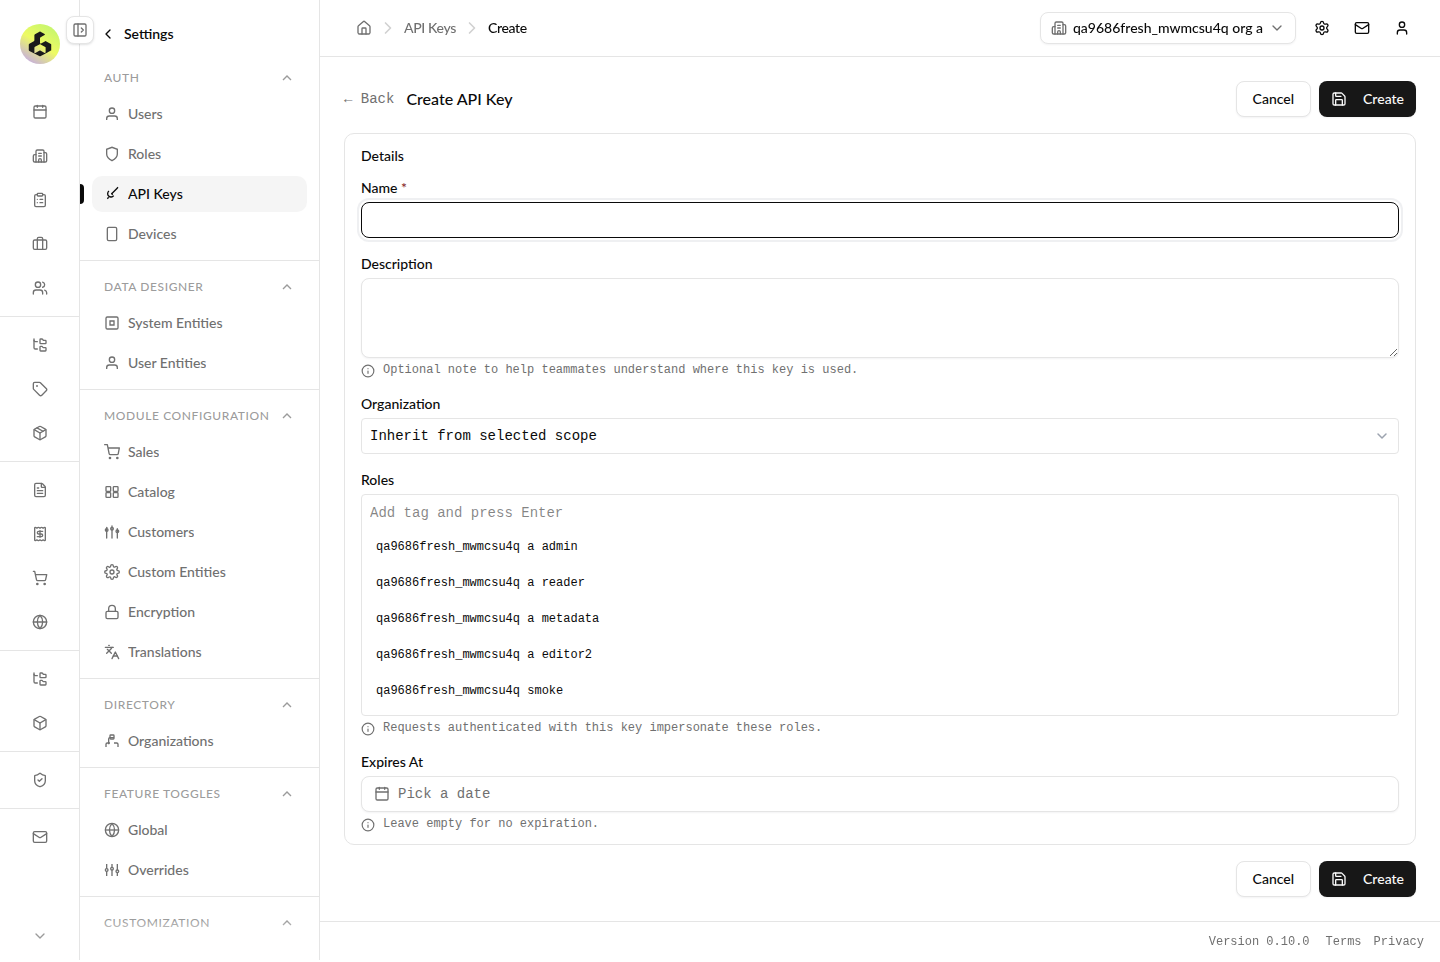 Settings
AUTH
Users
Roles
API Keys
Devices
DATA DESIGNER
System Entities
User Entities
MODULE CONFIGURATION
Sales
Catalog
Customers
Custom Entities
Encryption
Translations
DIRECTORY
Organizations
FEATURE TOGGLES
Global
Overrides
CUSTOMIZATION
API Keys
Create
qa9686fresh_mwmcsu4q org a
← Back
Create API Key
Cancel
Create
Details
Name *
Description
Optional note to help teammates understand where this key is used.
Organization
Inherit from selected scope
Roles
Add tag and press Enter
qa9686fresh_mwmcsu4q a admin
qa9686fresh_mwmcsu4q a reader
qa9686fresh_mwmcsu4q a metadata
qa9686fresh_mwmcsu4q a editor2
qa9686fresh_mwmcsu4q smoke
Requests authenticated with this key impersonate these roles.
Expires At
Pick a date
Leave empty for no expiration.
Cancel
Create
Version 0.10.0
Terms
Privacy